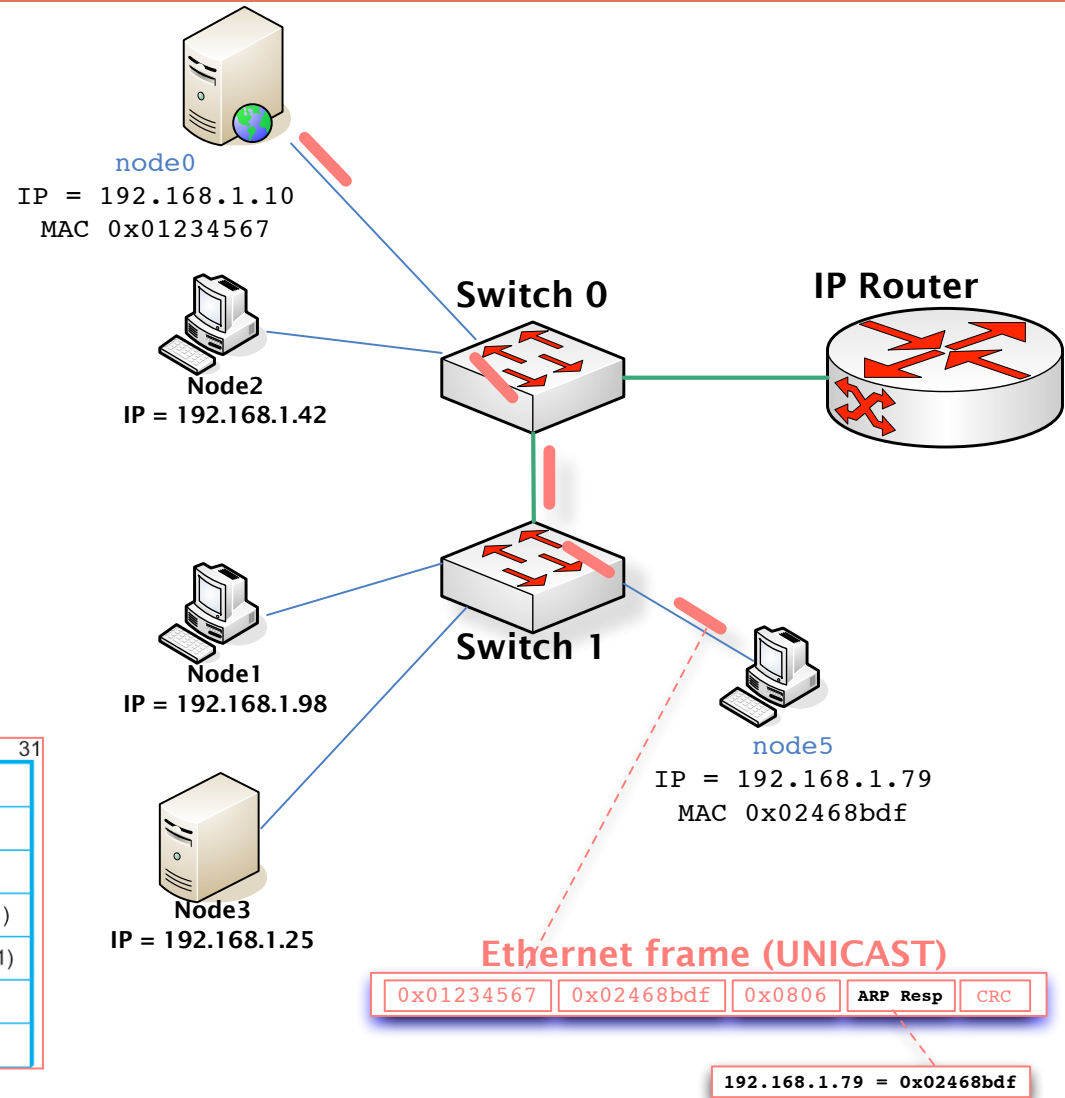 node0
IP = 192.168.1.10
MAC 0x01234567
Switch 0
IP Router
Node2
IP = 192.168.1.42
Switch 1
Node1
IP = 192.168.1.98
node5
IP = 192.168.1.79
MAC 0x02468bdf
31
)
)
Node3
IP = 192.168.1.25
Ethernet frame (UNICAST)
0x01234567 0x02468bdf 0x0806 ARP Resp CRC
192.168.1.79 = 0x02468bdf